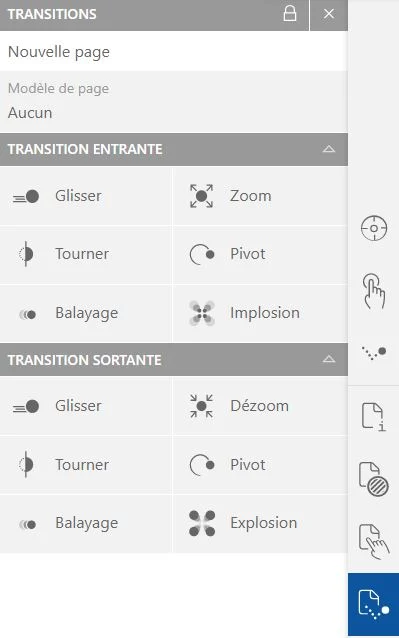 TRANSITIONS
Nouvelle page
Modèle de page
Aucun
TRANSITION ENTRANTE
Glisser
Zoom
Tourner
Pivot
Balayage
Implosion
TRANSITION SORTANTE
Glisser
Dézoom
Tourner
Pivot
Balayage
Explosion